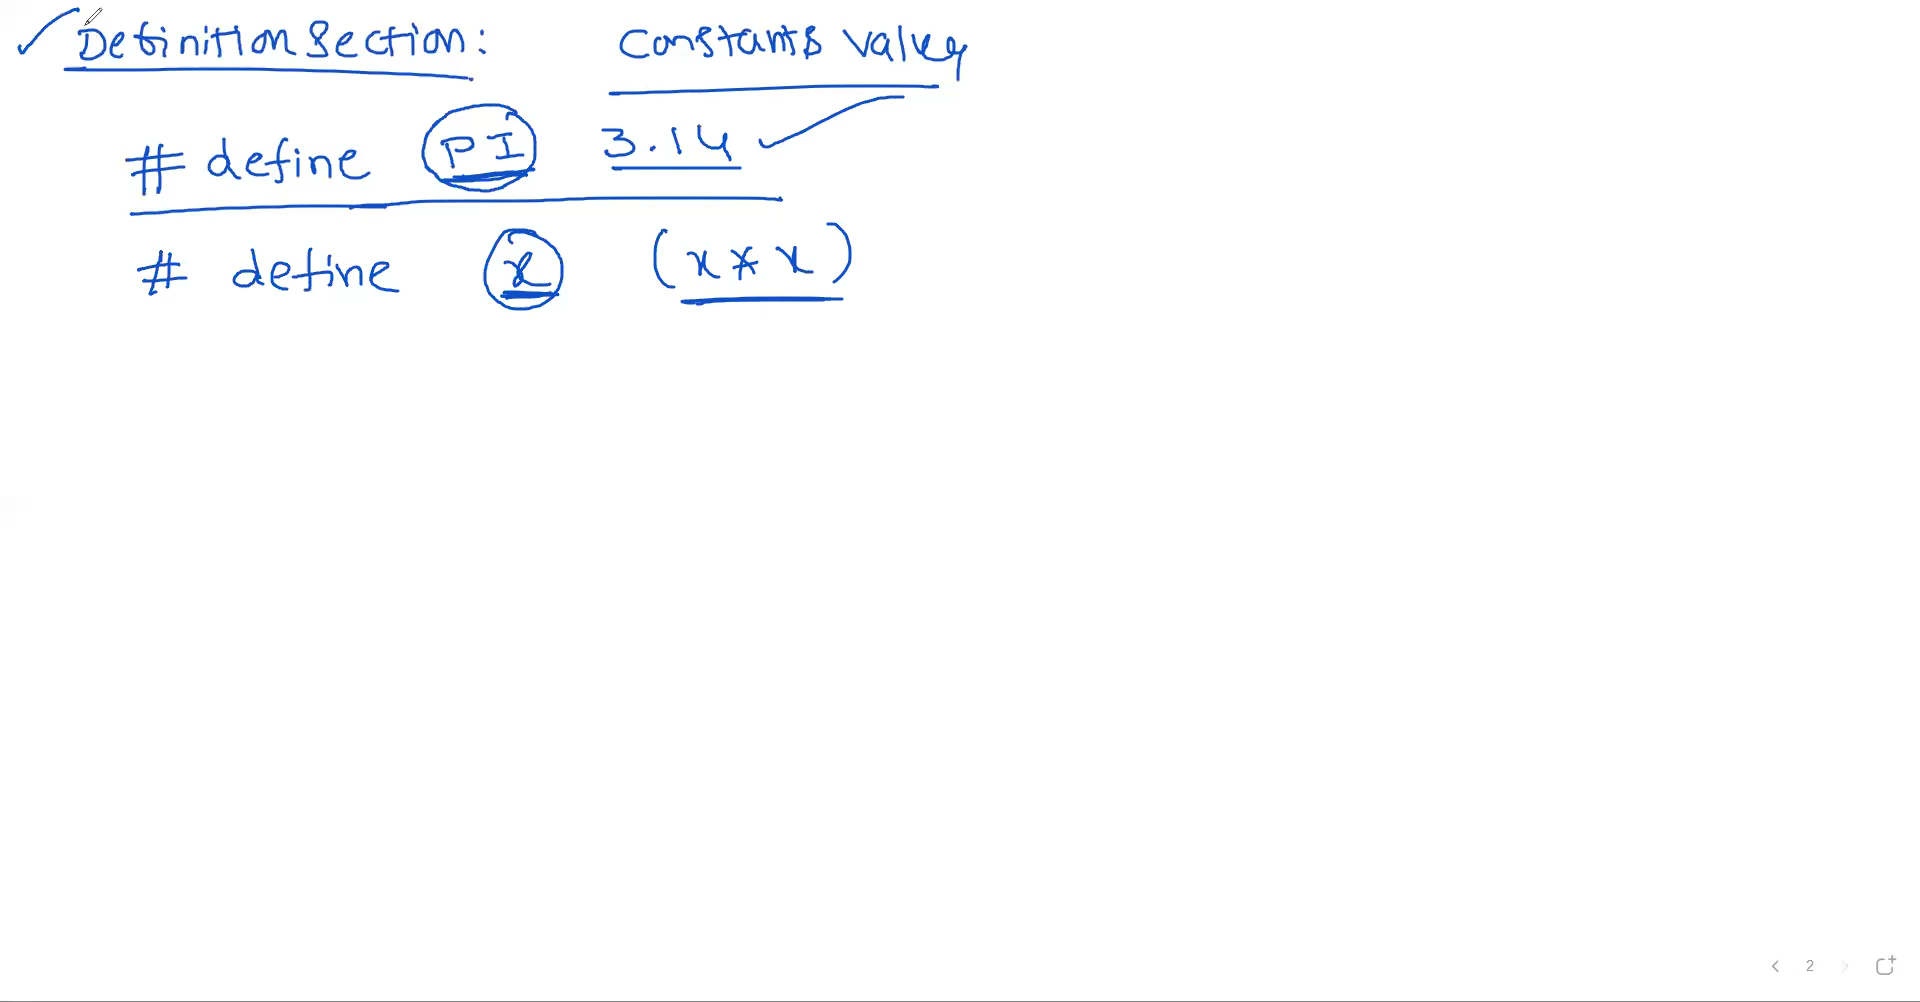 Definition Section: Constants value
# define PI 3.14
# define x (x * x)
2